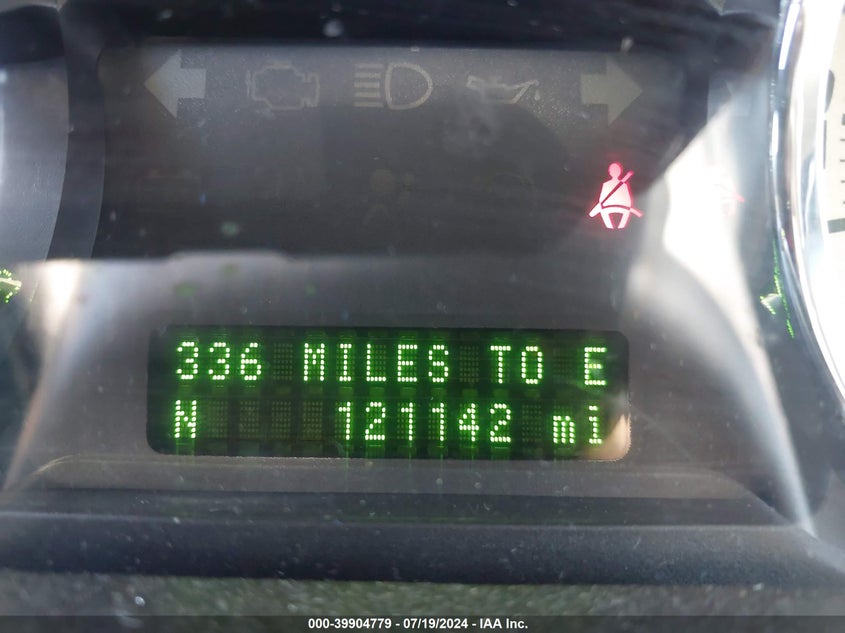 336 MILES TO E
N 121142 mi
000-39904779 - 07/19/2024 - IAA Inc.